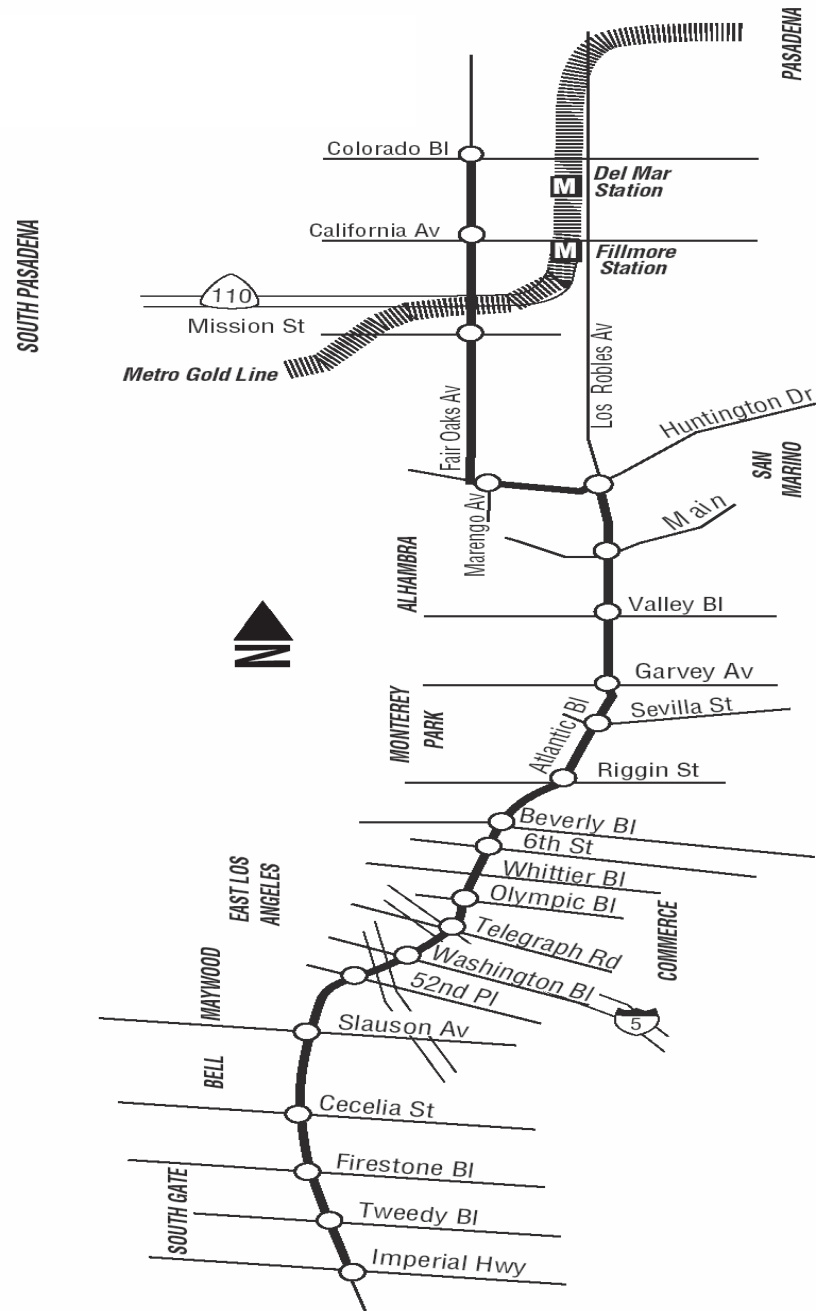 PASADENA
Colorado Bl
M
Del Mar
Station
SOUTH PASADENA
California Av
M
Fillmore
Station
110
Mission St
Metro Gold Line
Los Robles Av
Fair Oaks Av
Huntington Dr
SAN
MARINO
Marengo Av
Main
ALHAMBRA
Valley Bl
N
Garvey Av
MONTEREY
PARK
Sevilla St
Atlantic Bl
Riggin St
Beverly Bl
6th St
EAST LOS
ANGELES
Whittier Bl
Olympic Bl
COMMERCE
Telegraph Rd
Washington Bl
MAYWOOD
52nd Pl
5
Slauson Av
BELL
Cecelia St
Firestone Bl
SOUTH GATE
Tweedy Bl
Imperial Hwy